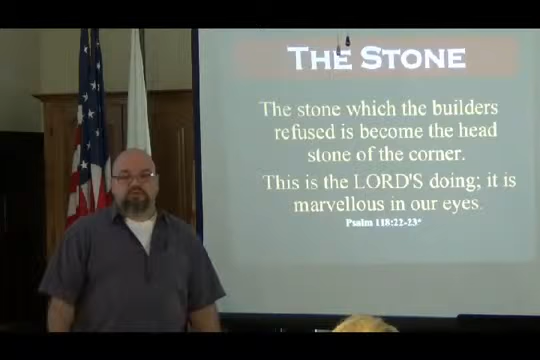 THE STONE
The stone which the builders
refused is become the head
stone of the corner.
This is the LORD'S doing; it is
marvellous in our eyes.
Psalm 118:22-23*